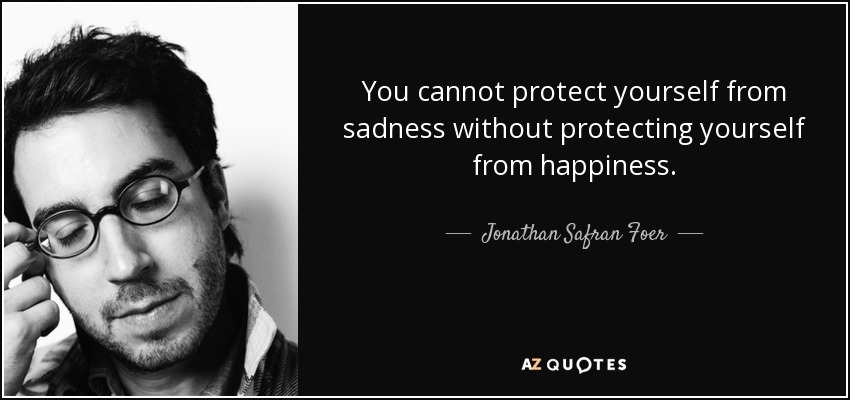 You cannot protect yourself from
sadness without protecting yourself
from happiness.
Jonathan Safran Foer
AZ QUOTES